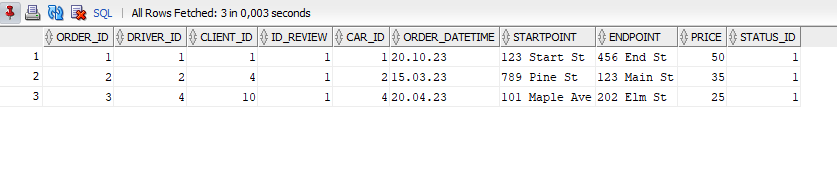 SQL | All Rows Fetched: 3 in 0,003 seconds
ORDER_ID DRIVER_ID CLIENT_ID ID_REVIEW CAR_ID ORDER_DATETIME STARTPOINT ENDPOINT PRICE STATUS_ID
1 1 1 1 1 1 20.10.23 123 Start St 456 End St 50 1
2 2 2 4 1 2 15.03.23 789 Pine St 123 Main St 35 1
3 3 4 10 1 4 20.04.23 101 Maple Ave 202 Elm St 25 1